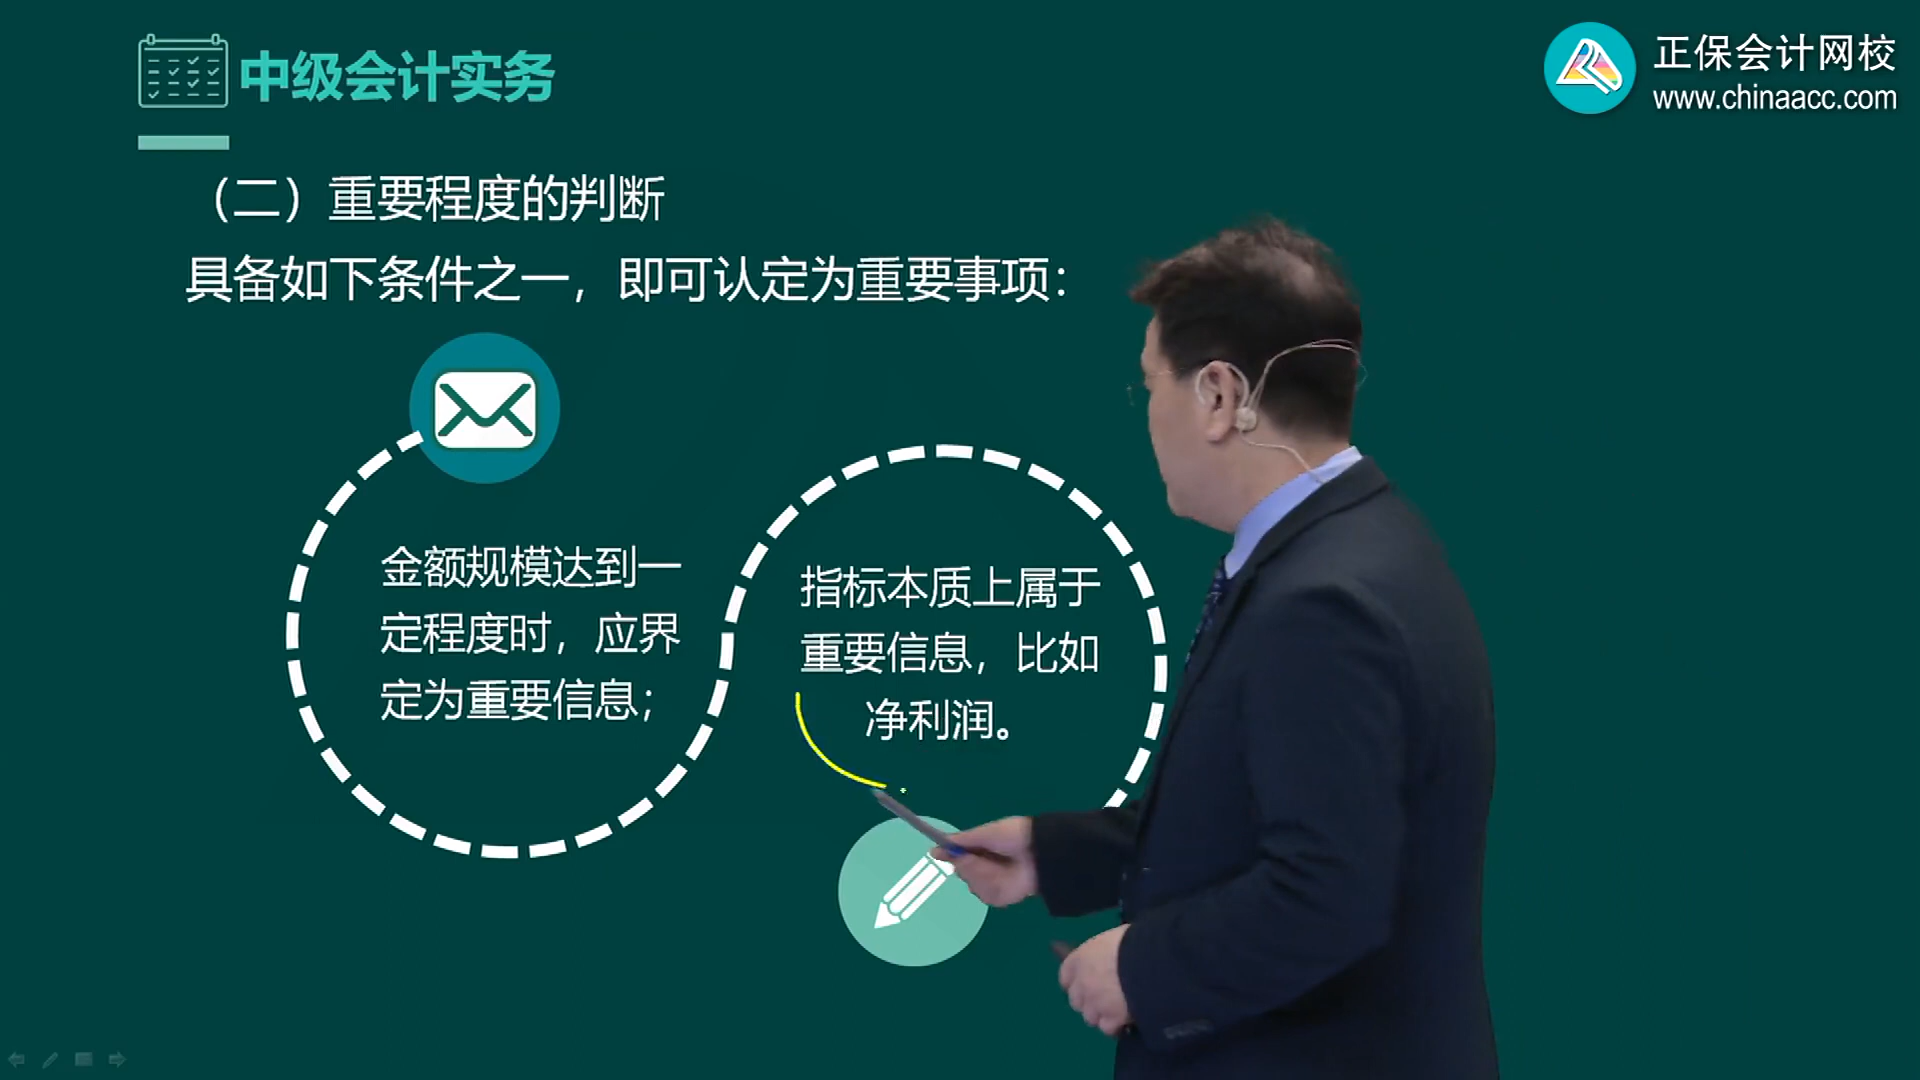 中级会计实务
正保会计网校
www.chinaacc.com
（二）重要程度的判断
具备如下条件之一，即可认定为重要事项：
金额规模达到一
定程度时，应界
定为重要信息；
指标本质上属于
重要信息，比如
净利润。